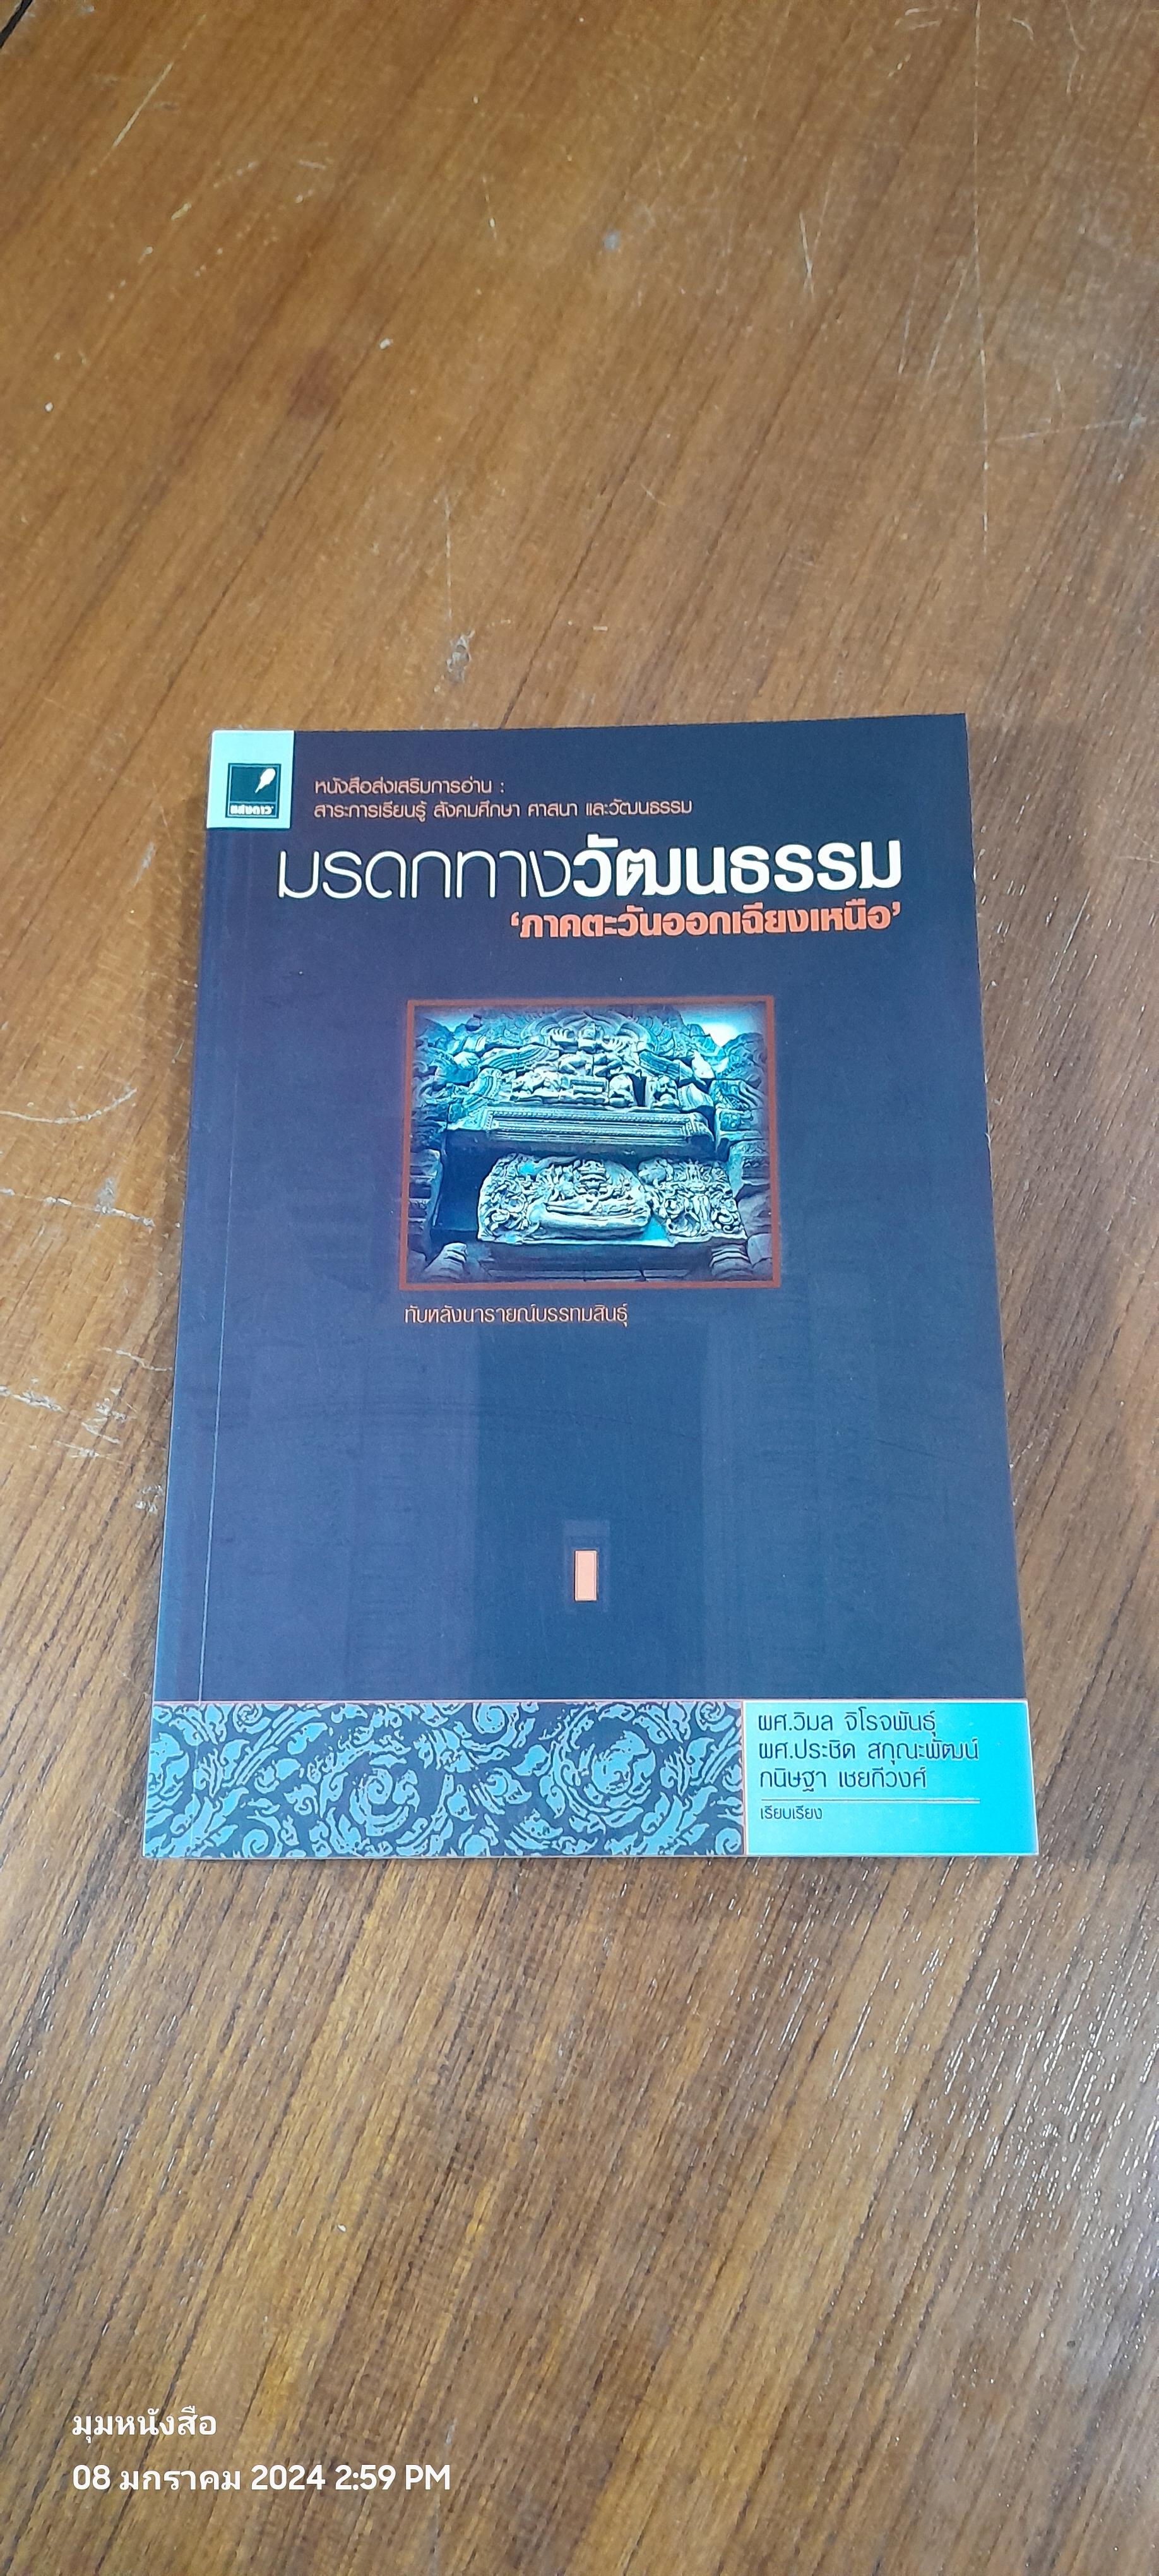 แสงดาว
หนังสือส่งเสริมการอ่าน :
สาระการเรียนรู้ สังคมศึกษา ศาสนา และวัฒนธรรม
มรดกทางวัฒนธรรม
‘ภาคตะวันออกเฉียงเหนือ’
ทับหลังนารายณ์บรรทมสินธุ์
ผศ.วิมล จิโรจพันธุ์
ผศ.ประชิด สกุณะพัฒน์
กนิษฐา เชยกีวงศ์
เรียบเรียง
มุมหนังสือ
08 มกราคม 2024 2:59 PM